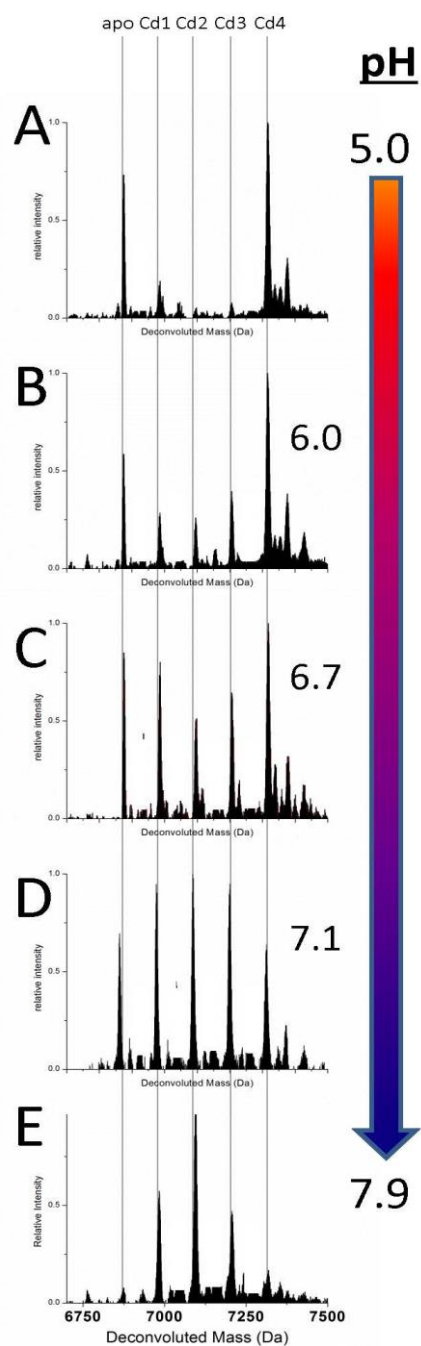 apo Cd1 Cd2 Cd3 Cd4
pH
A
1.0
0.5
0.0
relative intensity
Deconvoluted Mass (Da)
5.0
B
1.0
0.5
0.0
relative intensity
Deconvoluted Mass (Da)
6.0
C
1.0
0.5
0.0
relative intensity
Deconvoluted Mass (Da)
6.7
D
1.0
0.5
0.0
relative intensity
Deconvoluted Mass (Da)
7.1
E
0.5
0.0
Relative Intensity
7.9
6750 7000 7250 7500
Deconvoluted Mass (Da)